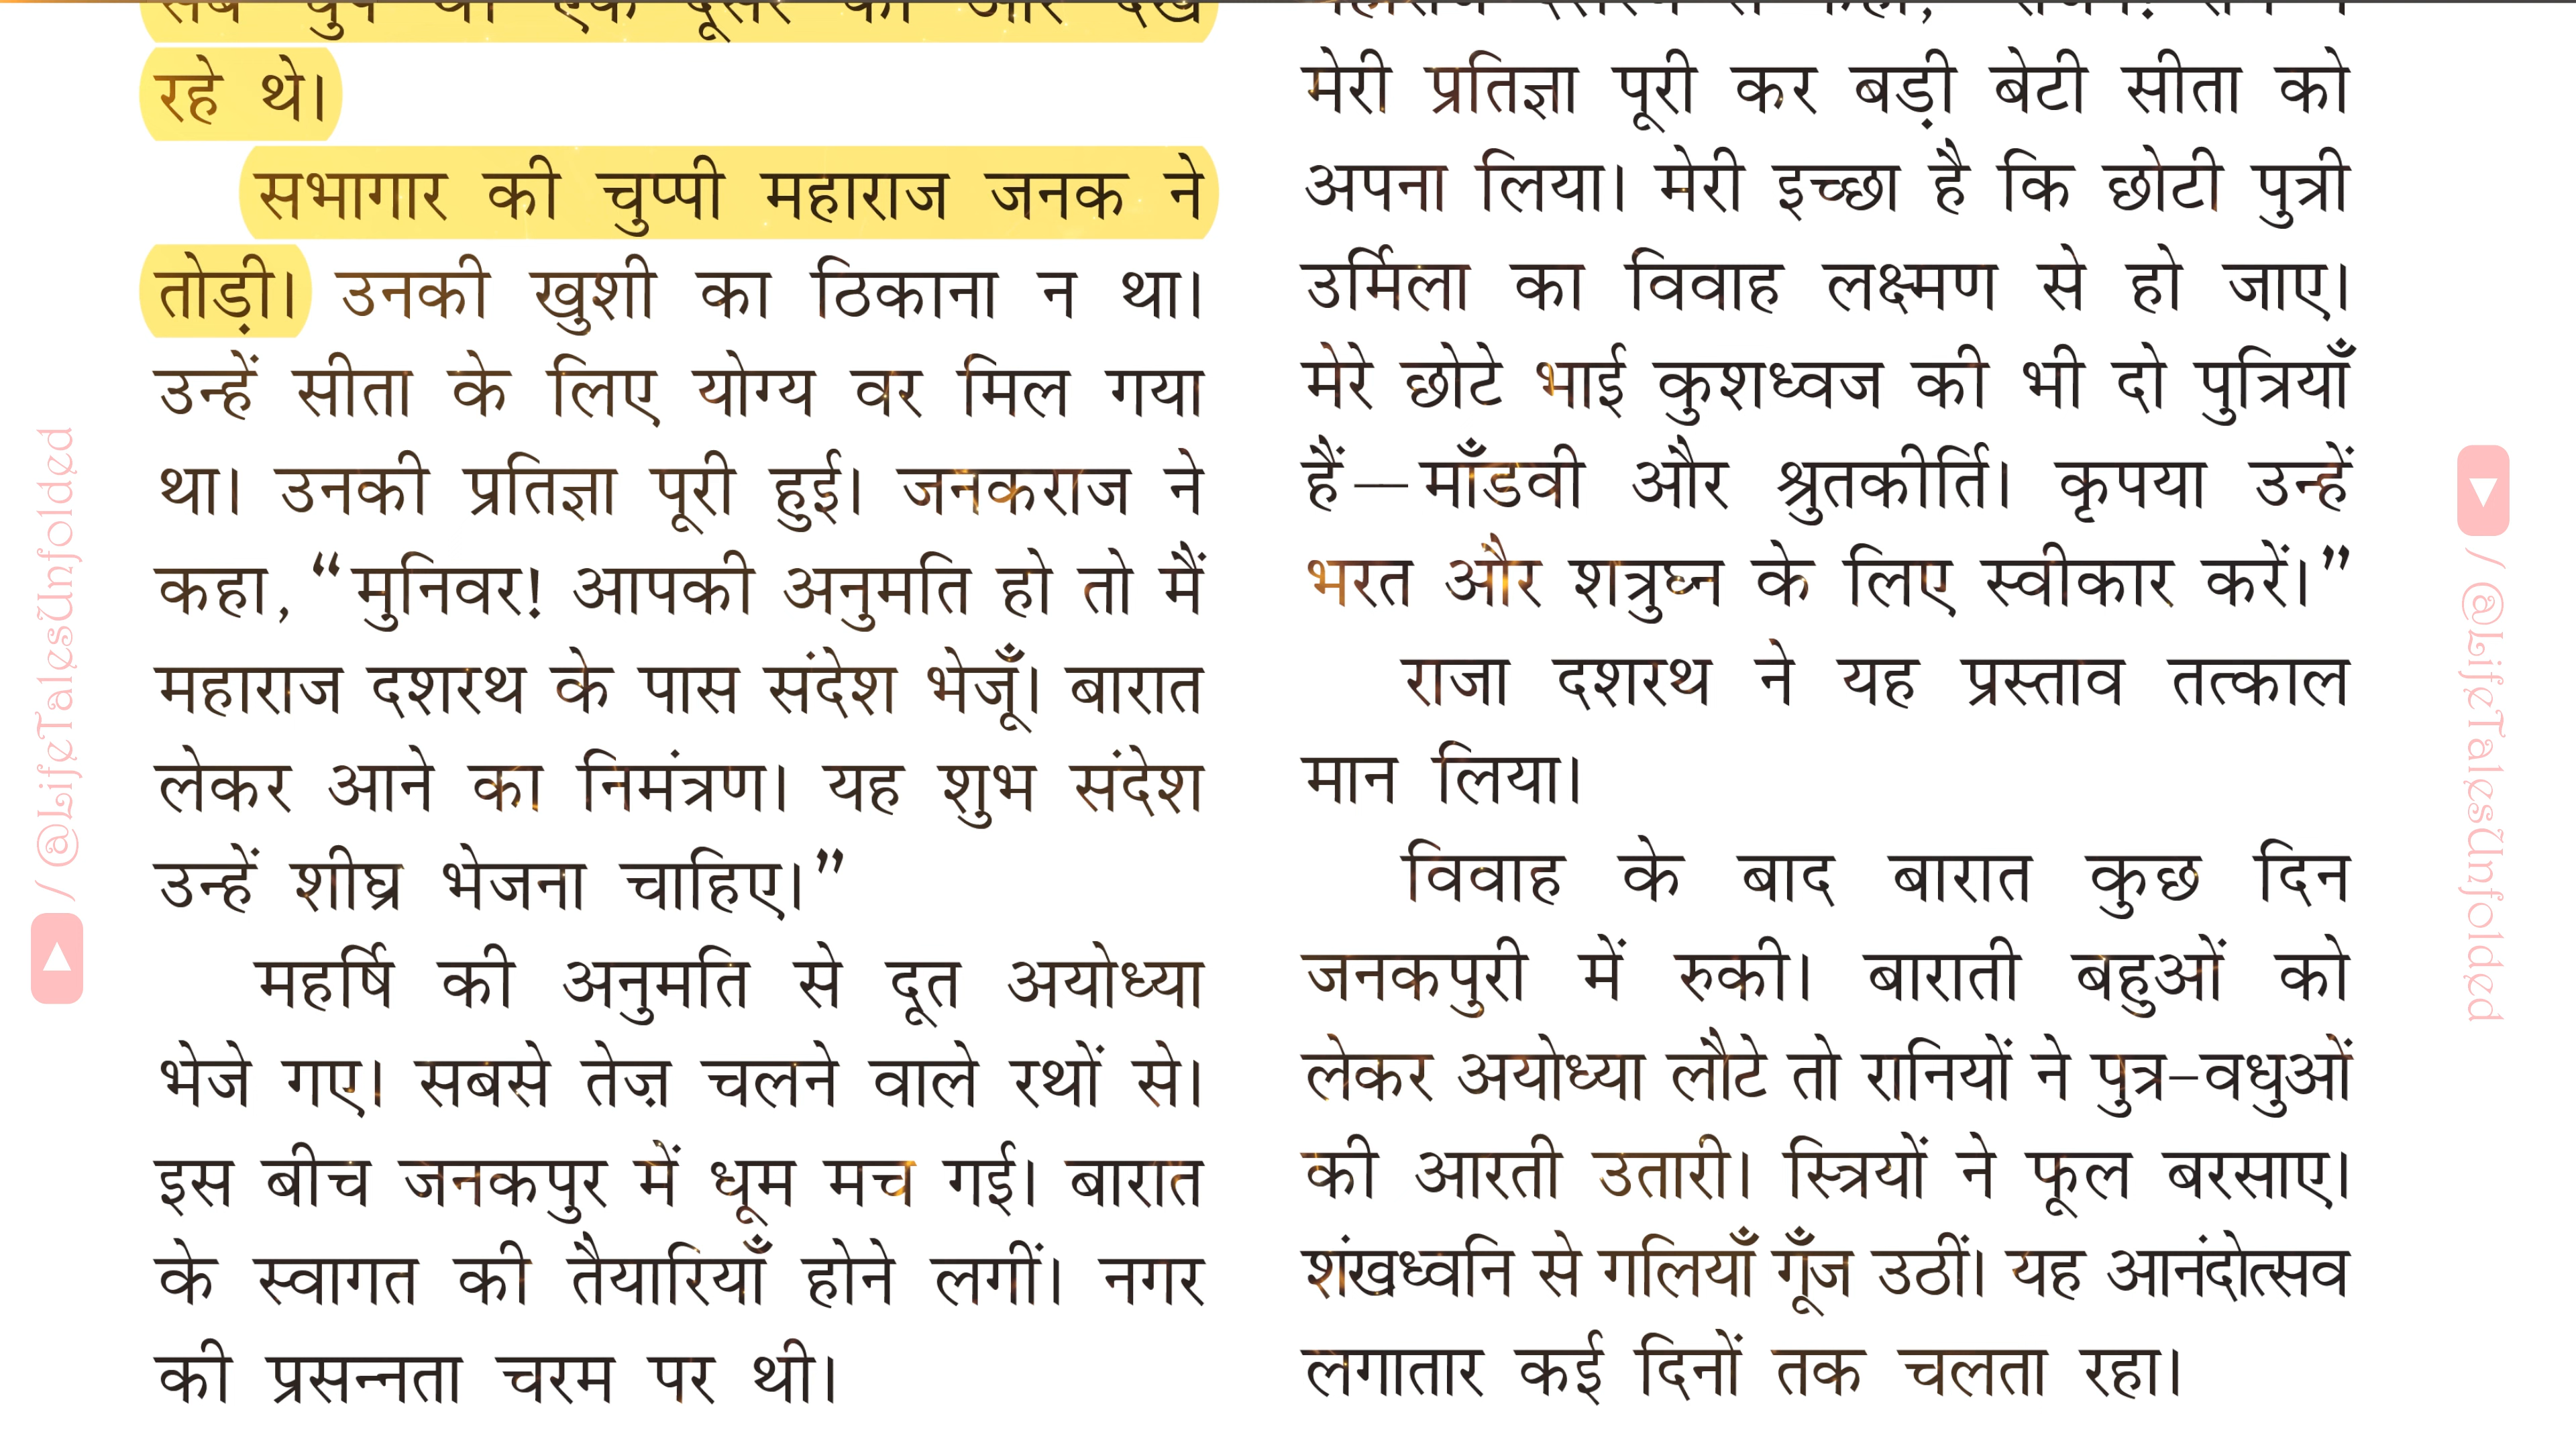 रहे थे।
सभागार की चुप्पी महाराज जनक ने
तोड़ी। उनकी खुशी का ठिकाना न था।
उन्हें सीता के लिए योग्य वर मिल गया
था। उनकी प्रतिज्ञा पूरी हुई। जनकराज ने
कहा, “मुनिवर! आपकी अनुमति हो तो मैं
महाराज दशरथ के पास संदेश भेजूँ। बारात
लेकर आने का निमंत्रण। यह शुभ संदेश
उन्हें शीघ्र भेजना चाहिए।”
महर्षि की अनुमति से दूत अयोध्या
भेजे गए। सबसे तेज़ चलने वाले रथों से।
इस बीच जनकपुर में धूम मच गई। बारात
के स्वागत की तैयारियाँ होने लगीं। नगर
की प्रसन्नता चरम पर थी।
मेरी प्रतिज्ञा पूरी कर बड़ी बेटी सीता को
अपना लिया। मेरी इच्छा है कि छोटी पुत्री
उर्मिला का विवाह लक्ष्मण से हो जाए।
मेरे छोटे भाई कुशध्वज की भी दो पुत्रियाँ
हैं—माँडवी और श्रुतकीर्ति। कृपया उन्हें
भरत और शत्रुघ्न के लिए स्वीकार करें।”
राजा दशरथ ने यह प्रस्ताव तत्काल
मान लिया।
विवाह के बाद बारात कुछ दिन
जनकपुरी में रुकी। बाराती बहुओं को
लेकर अयोध्या लौटे तो रानियों ने पुत्र-वधुओं
की आरती उतारी। स्त्रियों ने फूल बरसाए।
शंखध्वनि से गलियाँ गूँज उठीं। यह आनंदोत्सव
लगातार कई दिनों तक चलता रहा।
/ @LifeTalesUnfolded
/ @LifeTalesUnfolded